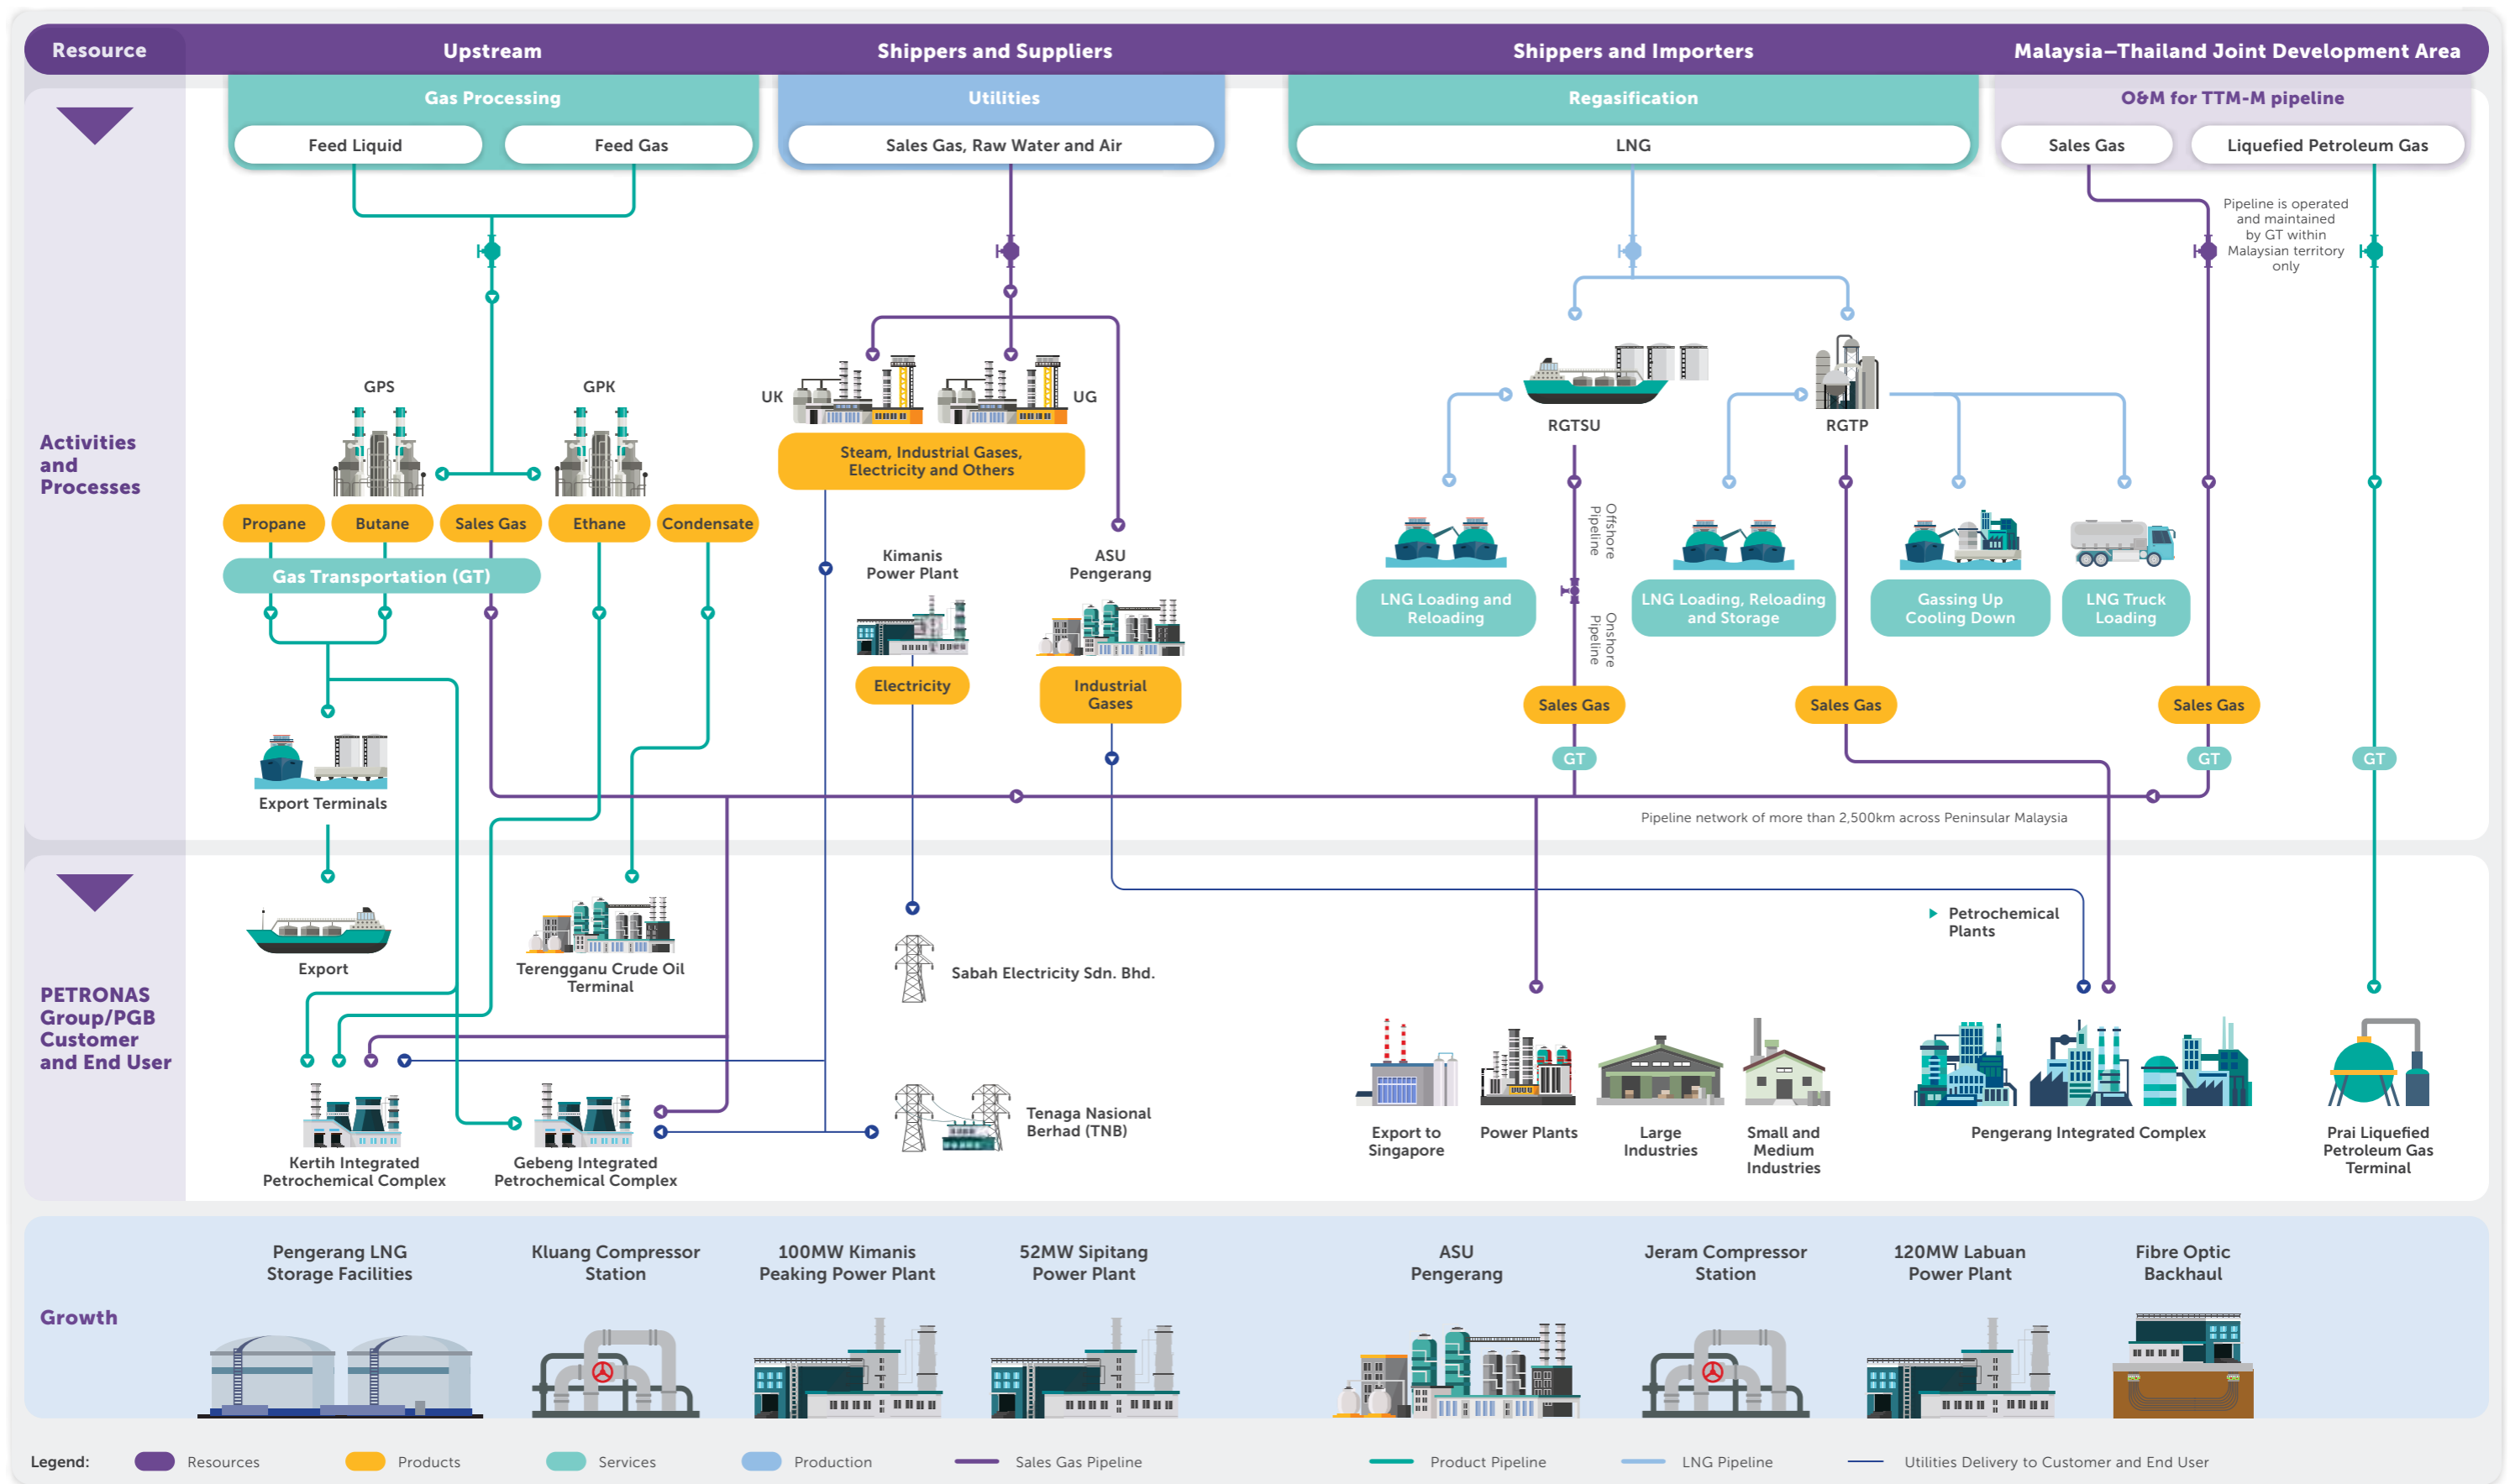 Resource
Upstream
Shippers and Suppliers
Shippers and Importers
Malaysia–Thailand Joint Development Area
Gas Processing
Utilities
Regasification
O&M for TTM-M pipeline
Feed Liquid
Feed Gas
Sales Gas, Raw Water and Air
LNG
Sales Gas
Liquefied Petroleum Gas
Pipeline is operated
and maintained
by GT within
Malaysian territory
only
Activities
and
Processes
GPS
GPK
UK
UG
RGTSU
RGTP
Steam, Industrial Gases,
Electricity and Others
Propane
Butane
Sales Gas
Ethane
Condensate
Gas Transportation (GT)
Kimanis
Power Plant
ASU
Pengerang
Offshore
Pipeline
Onshore
Pipeline
LNG Loading and
Reloading
LNG Loading, Reloading
and Storage
Gassing Up
Cooling Down
LNG Truck
Loading
Electricity
Industrial
Gases
Sales Gas
Sales Gas
Sales Gas
GT
GT
GT
Export Terminals
Pipeline network of more than 2,500km across Peninsular Malaysia
PETRONAS
Group/PGB
Customer
and End User
Export
Terengganu Crude Oil
Terminal
Sabah Electricity Sdn. Bhd.
Petrochemical
Plants
Kertih Integrated
Petrochemical Complex
Gebeng Integrated
Petrochemical Complex
Tenaga Nasional
Berhad (TNB)
Export to
Singapore
Power Plants
Large
Industries
Small and
Medium
Industries
Pengerang Integrated Complex
Prai Liquefied
Petroleum Gas
Terminal
Growth
Pengerang LNG
Storage Facilities
Kluang Compressor
Station
100MW Kimanis
Peaking Power Plant
52MW Sipitang
Power Plant
ASU
Pengerang
Jeram Compressor
Station
120MW Labuan
Power Plant
Fibre Optic
Backhaul
Legend:
Resources
Products
Services
Production
Sales Gas Pipeline
Product Pipeline
LNG Pipeline
Utilities Delivery to Customer and End User